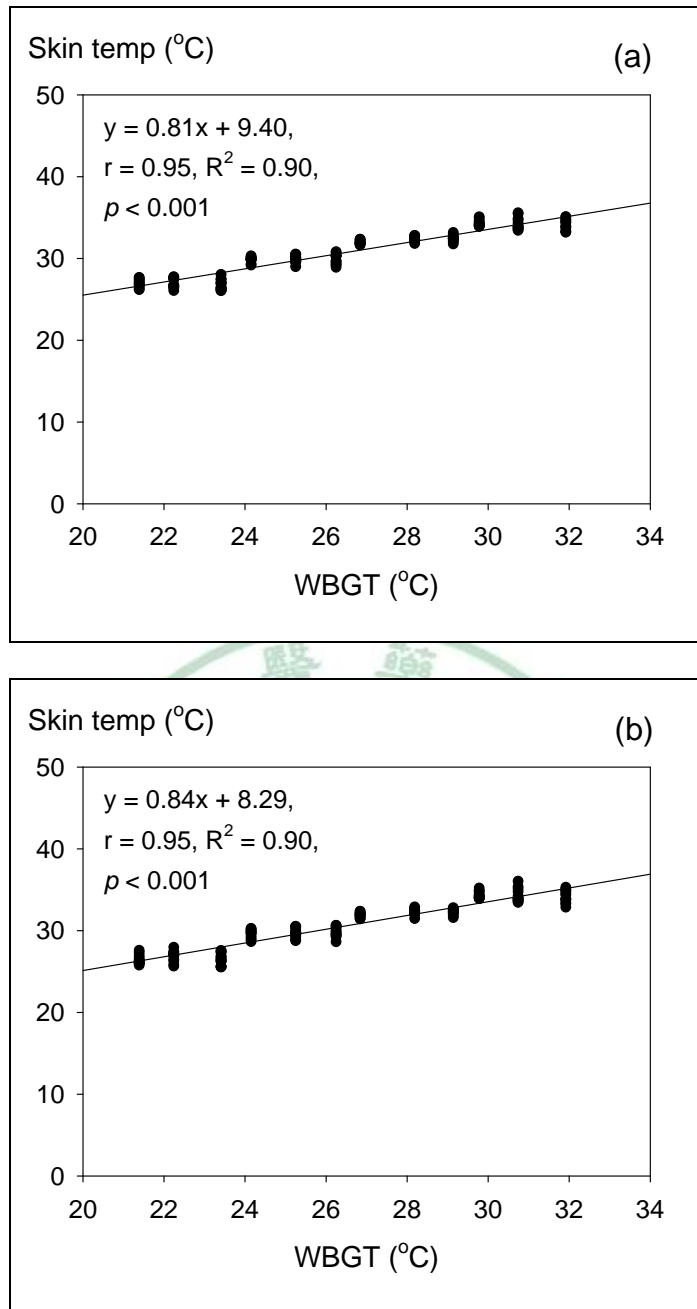 Skin temp (°C)
(a)
50
y = 0.81x + 9.40,
r = 0.95, R² = 0.90,
p < 0.001
40
30
20
10
0
20 22 24 26 28 30 32 34
WBGT (°C)
醫 藥
Skin temp (°C)
(b)
50
y = 0.84x + 8.29,
r = 0.95, R² = 0.90,
p < 0.001
40
30
20
10
0
20 22 24 26 28 30 32 34
WBGT (°C)